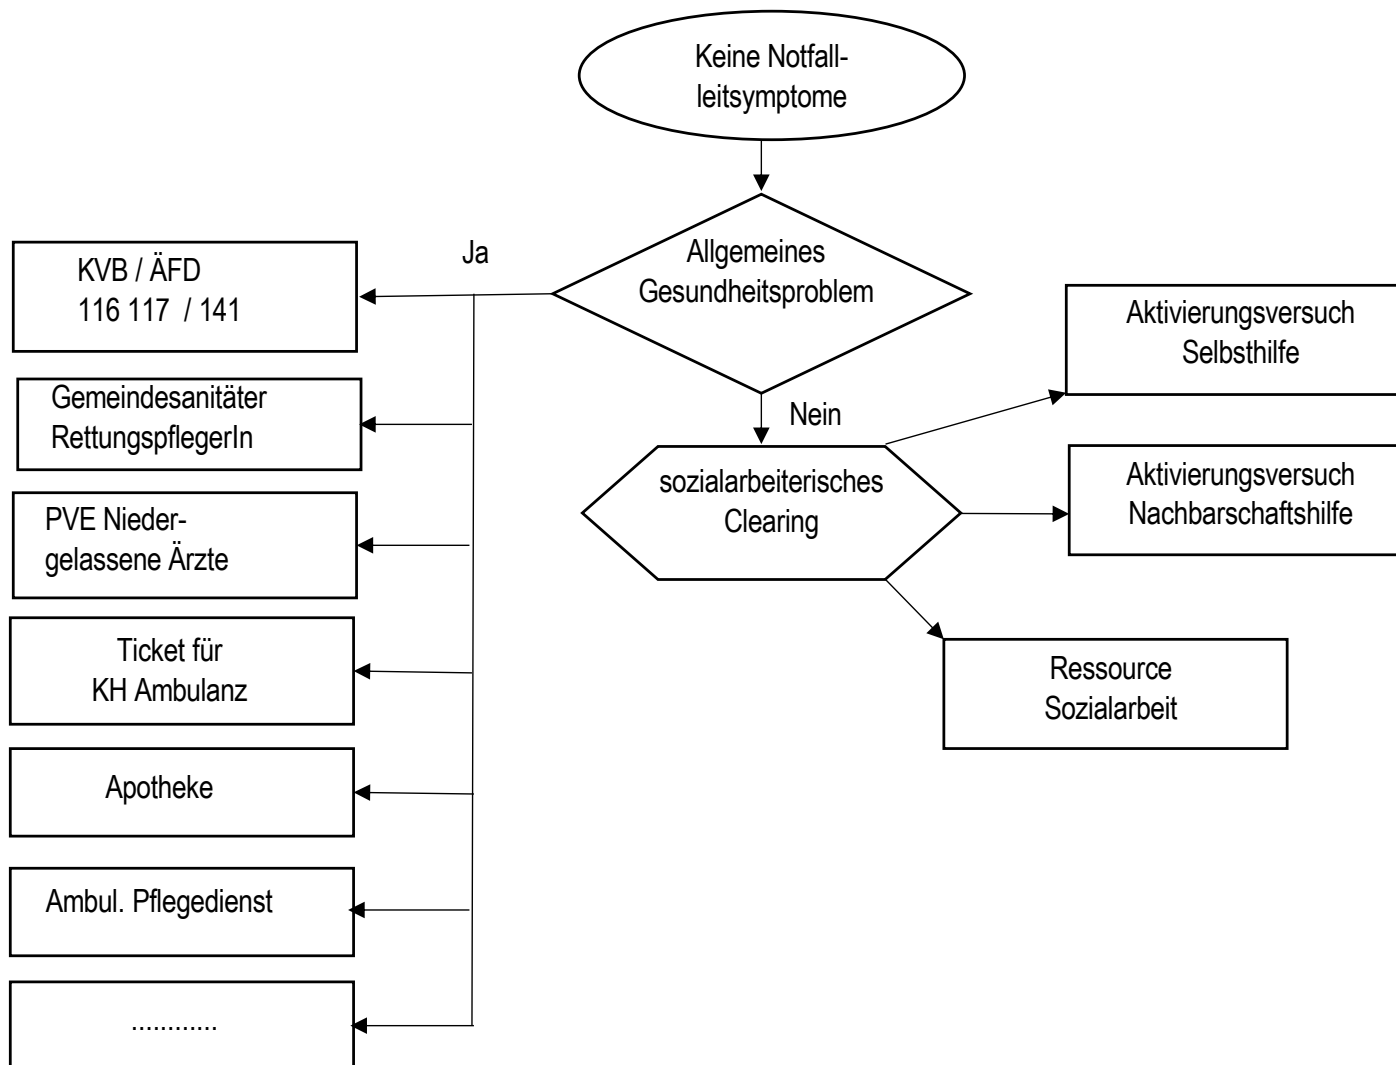 Keine Notfall-
leitsymptome
Allgemeines
Gesundheitsproblem
Ja
KVB / ÄFD
116 117 / 141
Gemeindesanitäter
RettungspflegerIn
PVE Nieder-
gelassene Ärzte
Ticket für
KH Ambulanz
Apotheke
Ambul. Pflegedienst
............
Nein
sozialarbeiterisches
Clearing
Aktivierungsversuch
Selbsthilfe
Aktivierungsversuch
Nachbarschaftshilfe
Ressource
Sozialarbeit